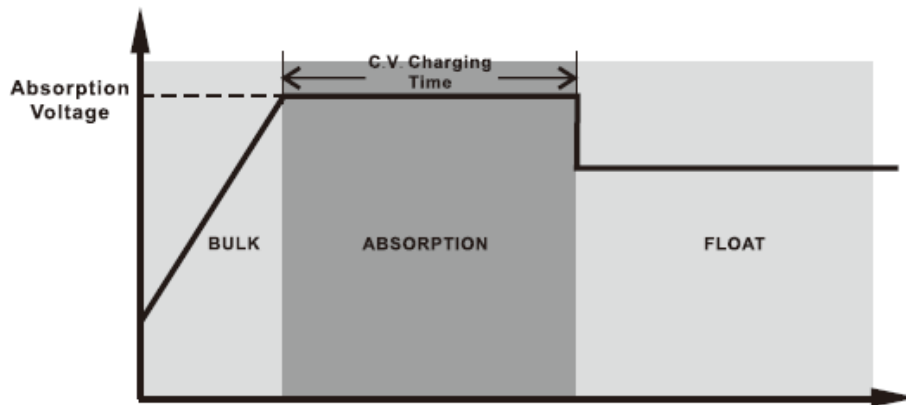 C.V. Charging
Time
Absorption
Voltage
BULK
ABSORPTION
FLOAT